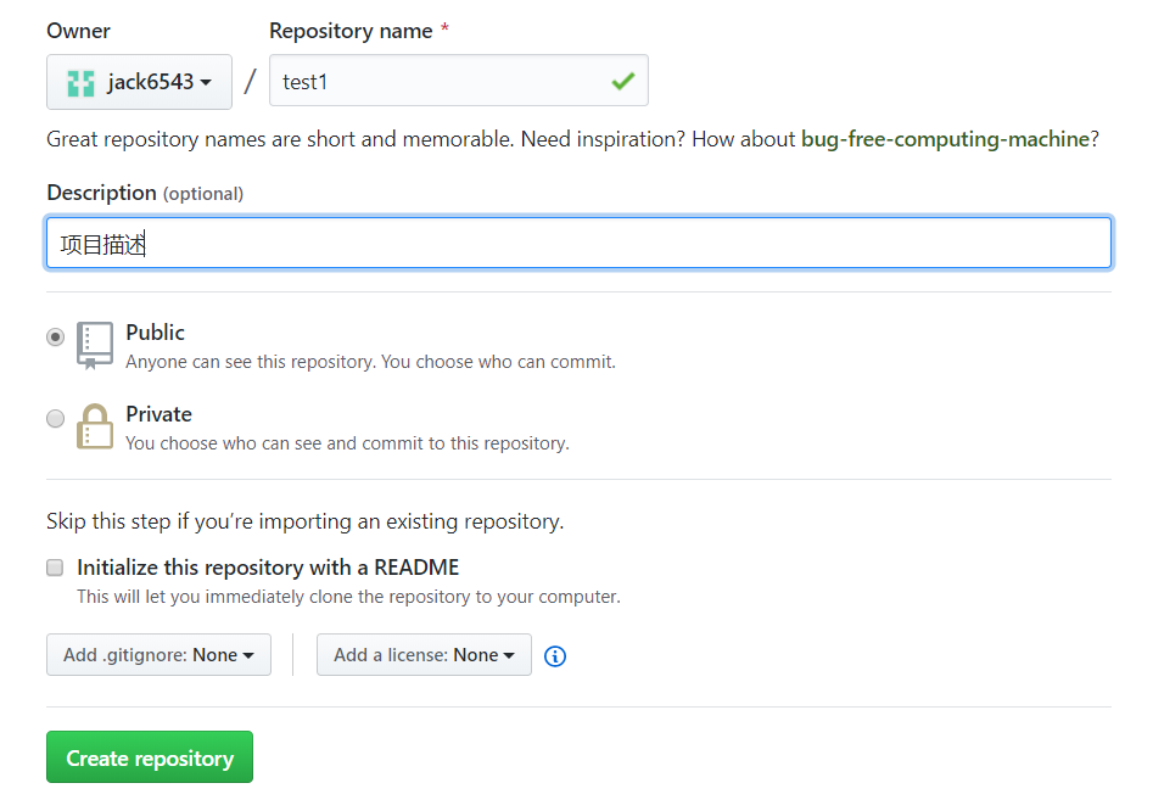 Owner
Repository name *
jack6543 / test1
Great repository names are short and memorable. Need inspiration? How about bug-free-computing-machine?
Description (optional)
项目描述
Public
Anyone can see this repository. You choose who can commit.
Private
You choose who can see and commit to this repository.
Skip this step if you’re importing an existing repository.
Initialize this repository with a README
This will let you immediately clone the repository to your computer.
Add .gitignore: None
Add a license: None
Create repository